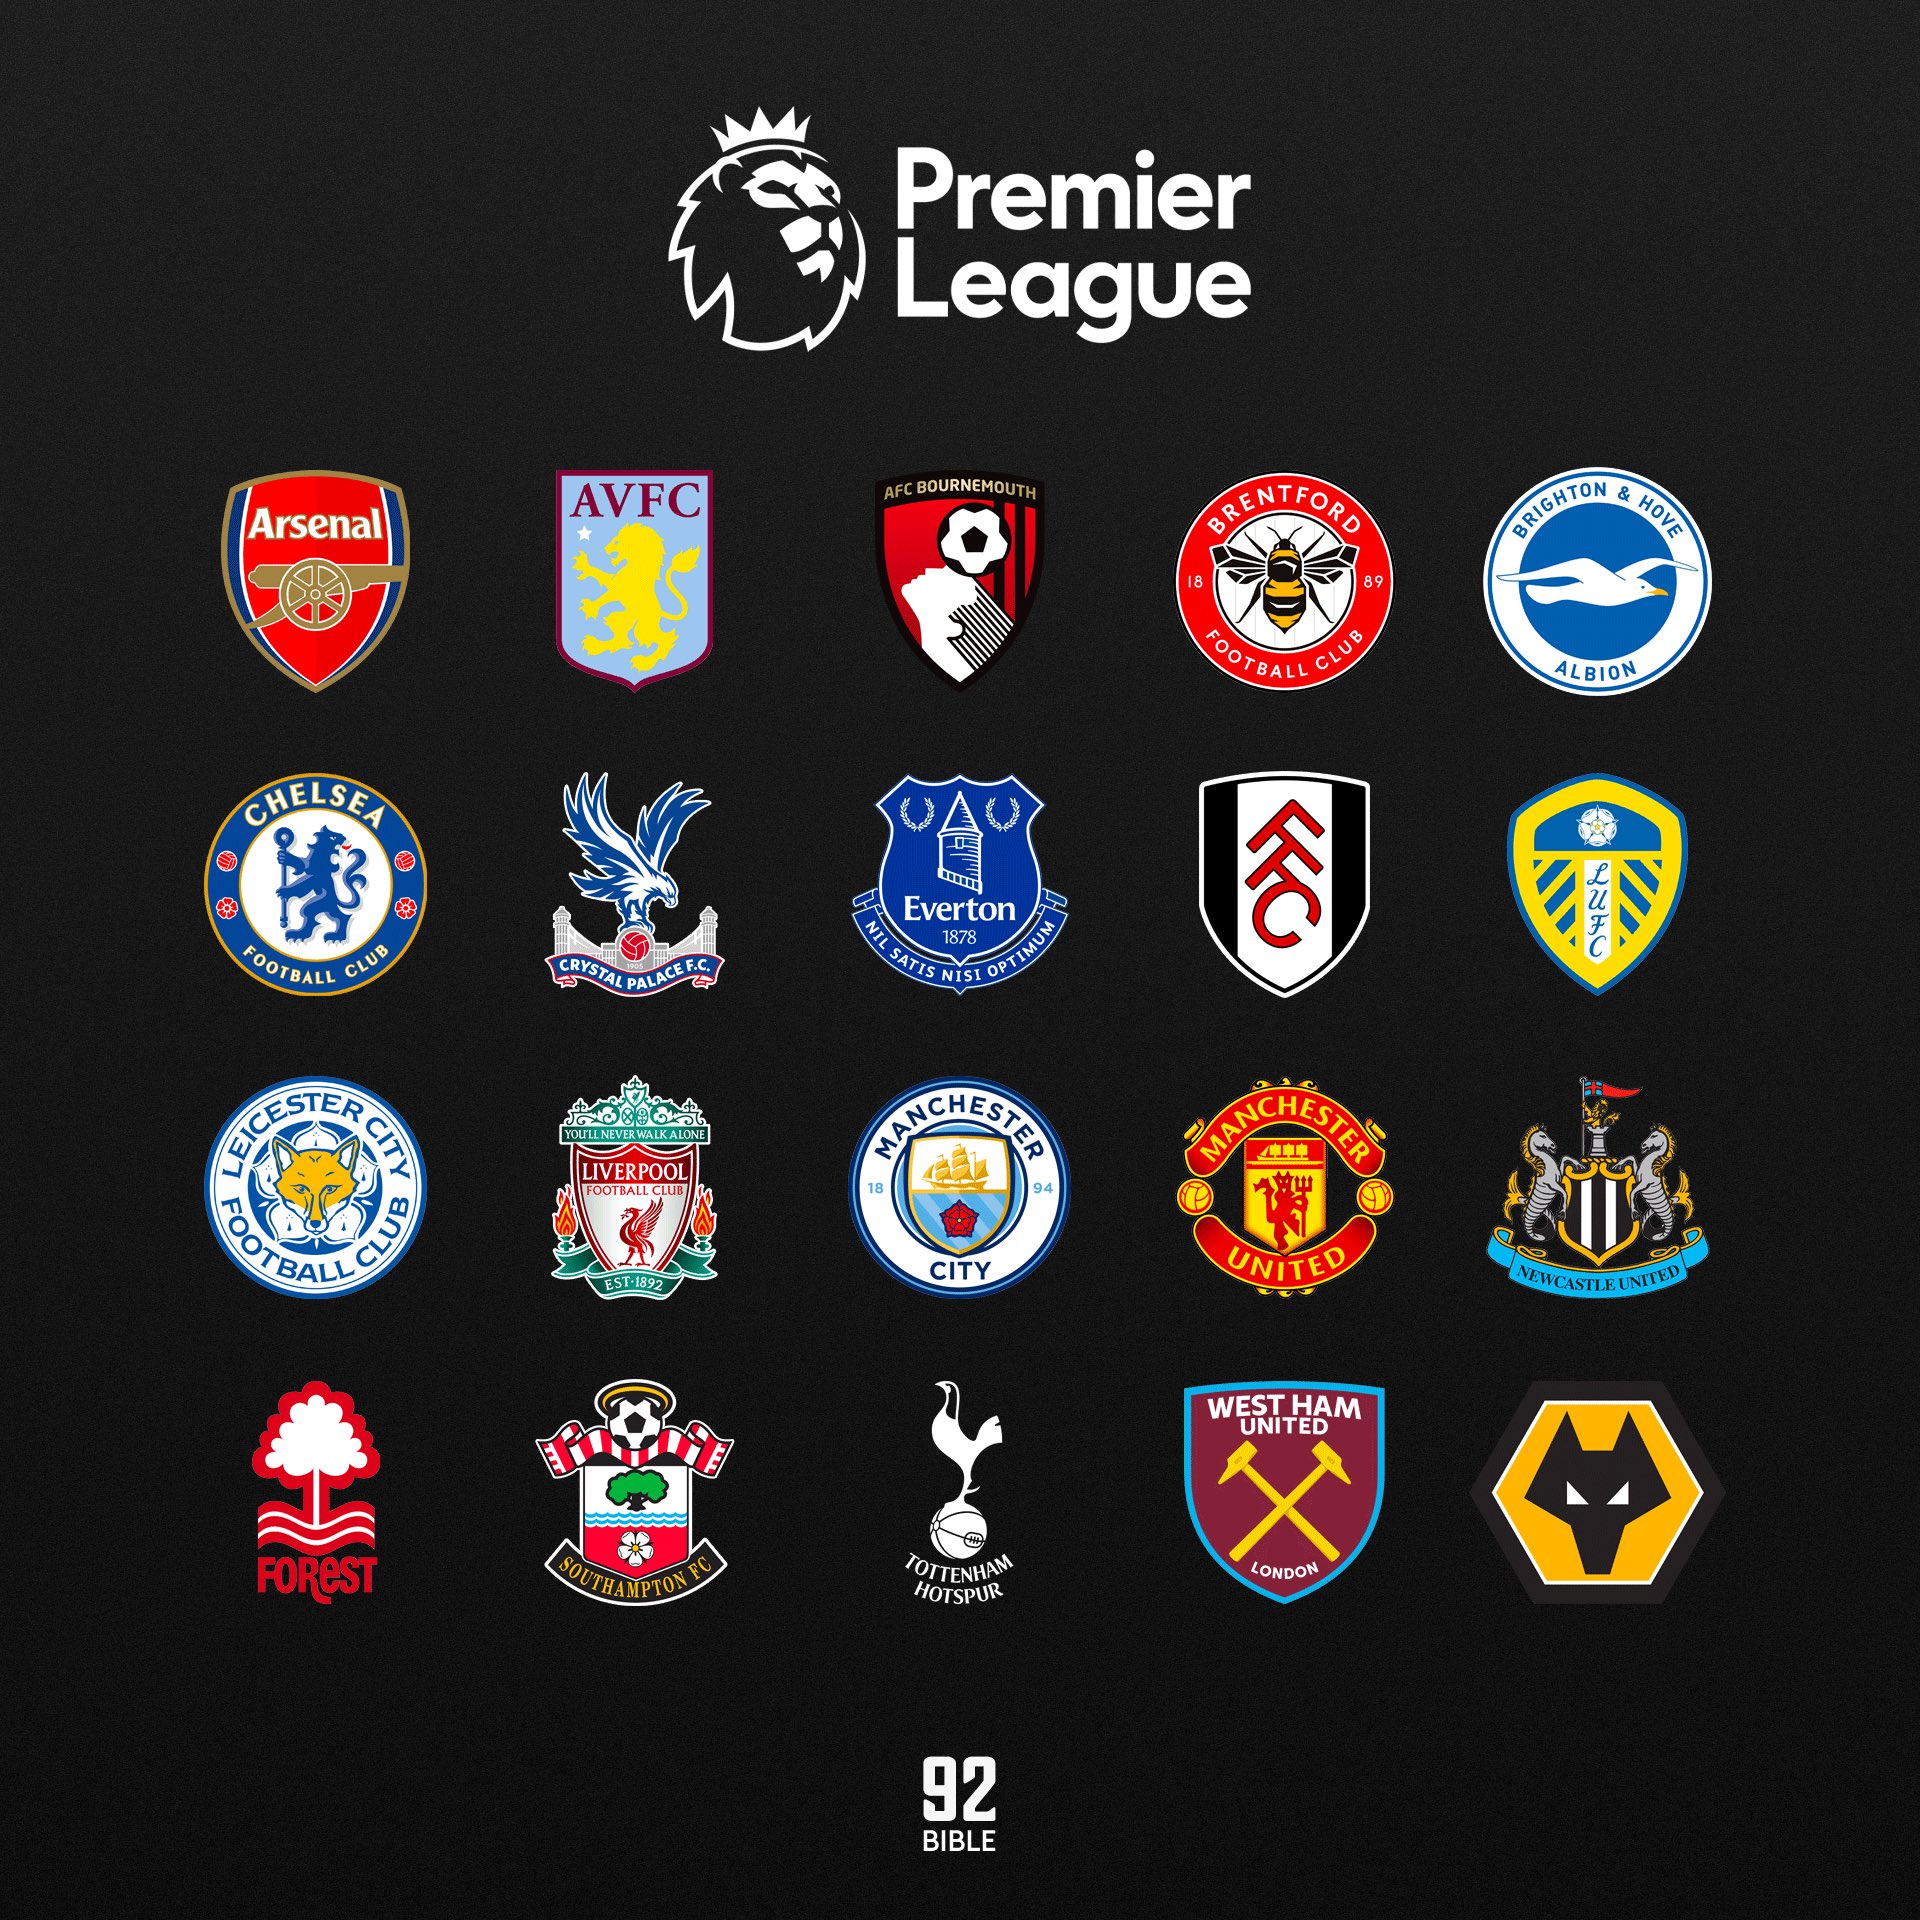 Premier
League
Arsenal
AVFC
AFC BOURNEMOUTH
BRENTFORD
18 89
FOOTBALL CLUB
BRIGHTON & HOVE
ALBION
CHELSEA
FOOTBALL CLUB
1905
CRYSTAL PALACE F.C.
Everton
1878
NIL SATIS NISI OPTIMUM
FFC
LUFC
LEICESTER CITY
FOOTBALL CLUB
YOU'LL NEVER WALK ALONE
LIVERPOOL
FOOTBALL CLUB
EST·1892
MANCHESTER
18 94
CITY
MANCHESTER
UNITED
NEWCASTLE UNITED
FOREST
SOUTHAMPTON FC
TOTTENHAM
HOTSPUR
WEST HAM
UNITED
LONDON
92
BIBLE